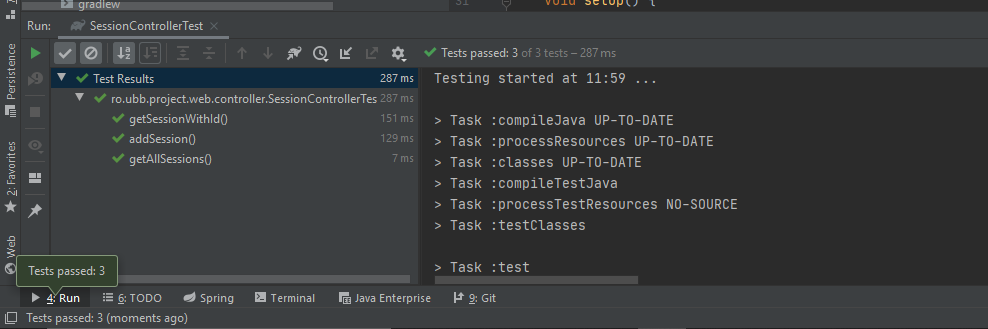 gradlew
31
void setup() {
Run:
SessionControllerTest
Tests passed: 3 of 3 tests – 287 ms
Test Results 287 ms
ro.ubb.project.web.controller.SessionControllerTes 287 ms
getSessionWithId() 151 ms
addSession() 129 ms
getAllSessions() 7 ms
Testing started at 11:59 ...
> Task :compileJava UP-TO-DATE
> Task :processResources UP-TO-DATE
> Task :classes UP-TO-DATE
> Task :compileTestJava
> Task :processTestResources NO-SOURCE
> Task :testClasses
> Task :test
Persistence
2: Favorites
Web
Tests passed: 3
4: Run
6: TODO
Spring
Terminal
Java Enterprise
9: Git
Tests passed: 3 (moments ago)